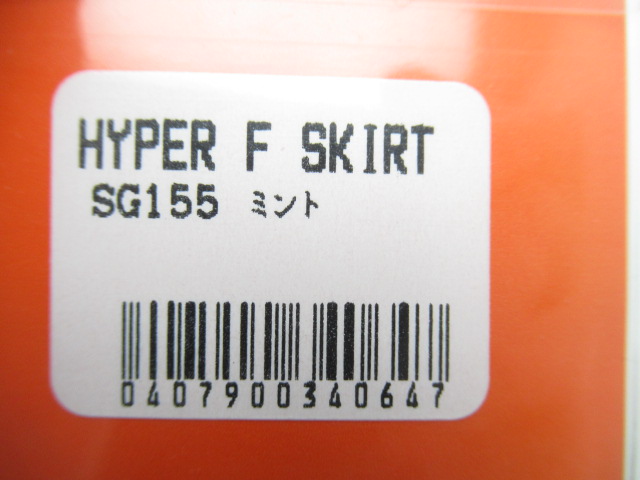 HYPER F SKIRT
SG155 ミント
0407900340647